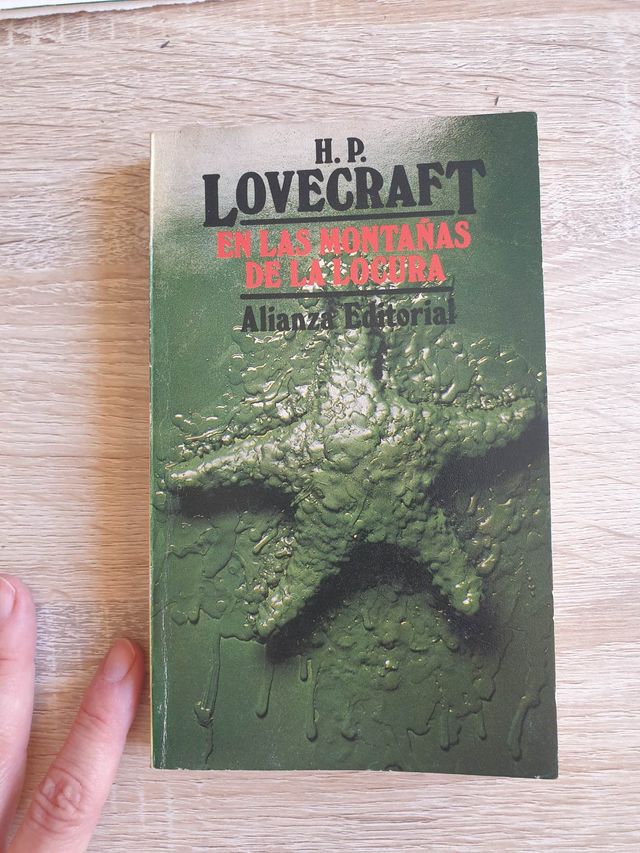 H. P.
LOVECRAFT
EN LAS MONTAÑAS
DE LA LOCURA
Alianza Editorial